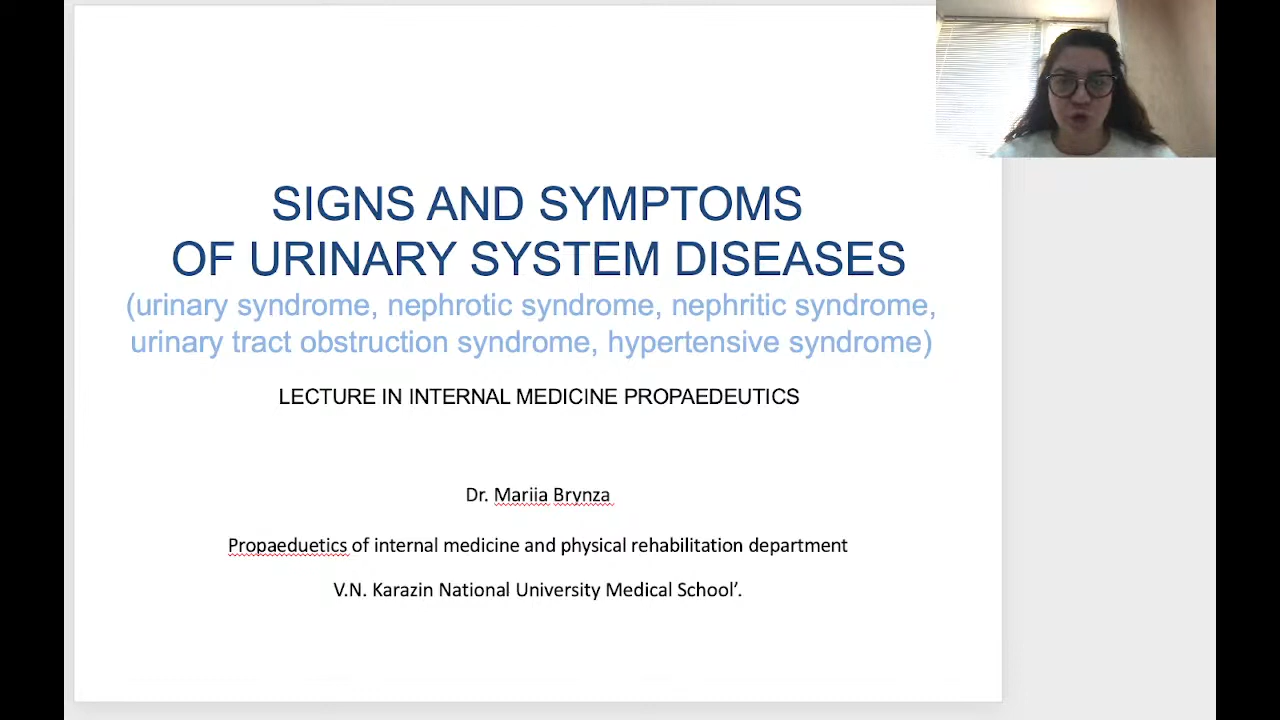 SIGNS AND SYMPTOMS
OF URINARY SYSTEM DISEASES
(urinary syndrome, nephrotic syndrome, nephritic syndrome,
urinary tract obstruction syndrome, hypertensive syndrome)
LECTURE IN INTERNAL MEDICINE PROPAEDEUTICS
Dr. Mariia Brynza
Propaeduetics of internal medicine and physical rehabilitation department
V.N. Karazin National University Medical School’.